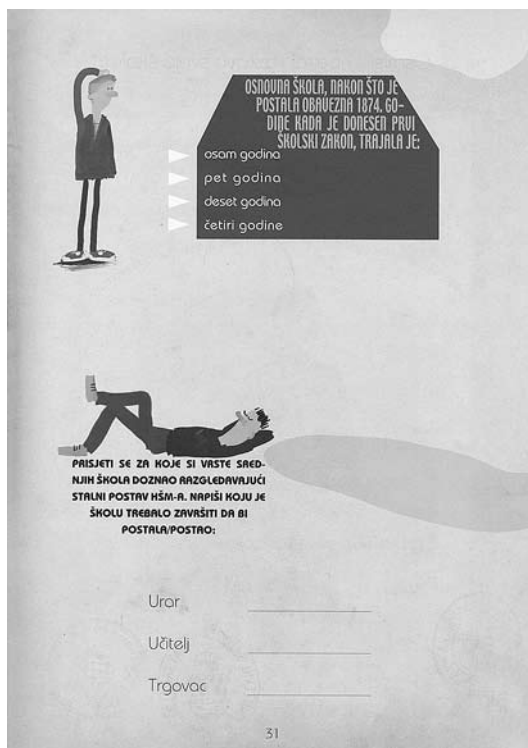 OSNOVNA ŠKOLA, NAKON ŠTO JE
POSTALA OBAVEZNA 1874. GO-
DINE KADA JE DONESEN PRVI
ŠKOLSKI ZAKON, TRAJALA JE:
osam godina
pet godina
deset godina
četiri godine
PRISJETI SE ZA KOJE SI VRSTE SRED-
NJIH ŠKOLA DOZNAO RAZGLEDAVAJUĆI
STALNI POSTAV HŠM-A. NAPIŠI KOJU JE
ŠKOLU TREBALO ZAVRŠITI DA BI
POSTALA/POSTAO:
Urar
Učitelj
Trgovac
31